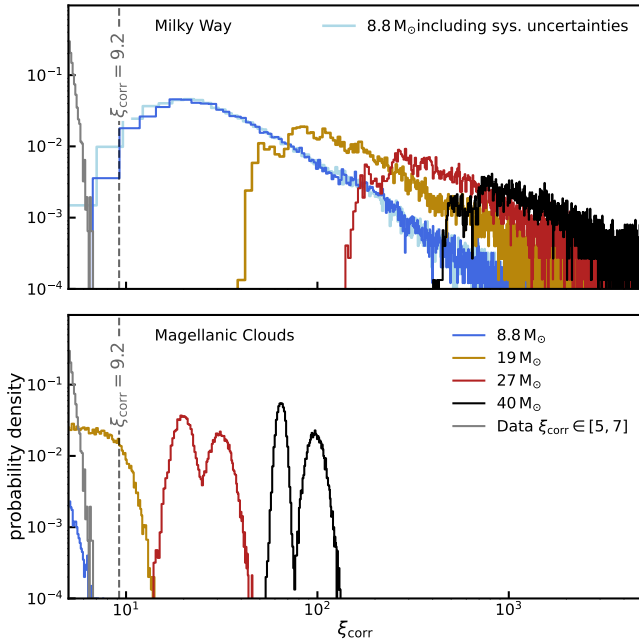 Milky Way
8.8 M☉ including sys. uncertainties
ξcorr = 9.2
10⁻¹
10⁻²
10⁻³
10⁻⁴
Magellanic Clouds
8.8 M☉
19 M☉
27 M☉
40 M☉
Data ξcorr ∈ [5, 7]
ξcorr = 9.2
probability density
10⁻¹
10⁻²
10⁻³
10⁻⁴
10¹
10²
10³
ξcorr